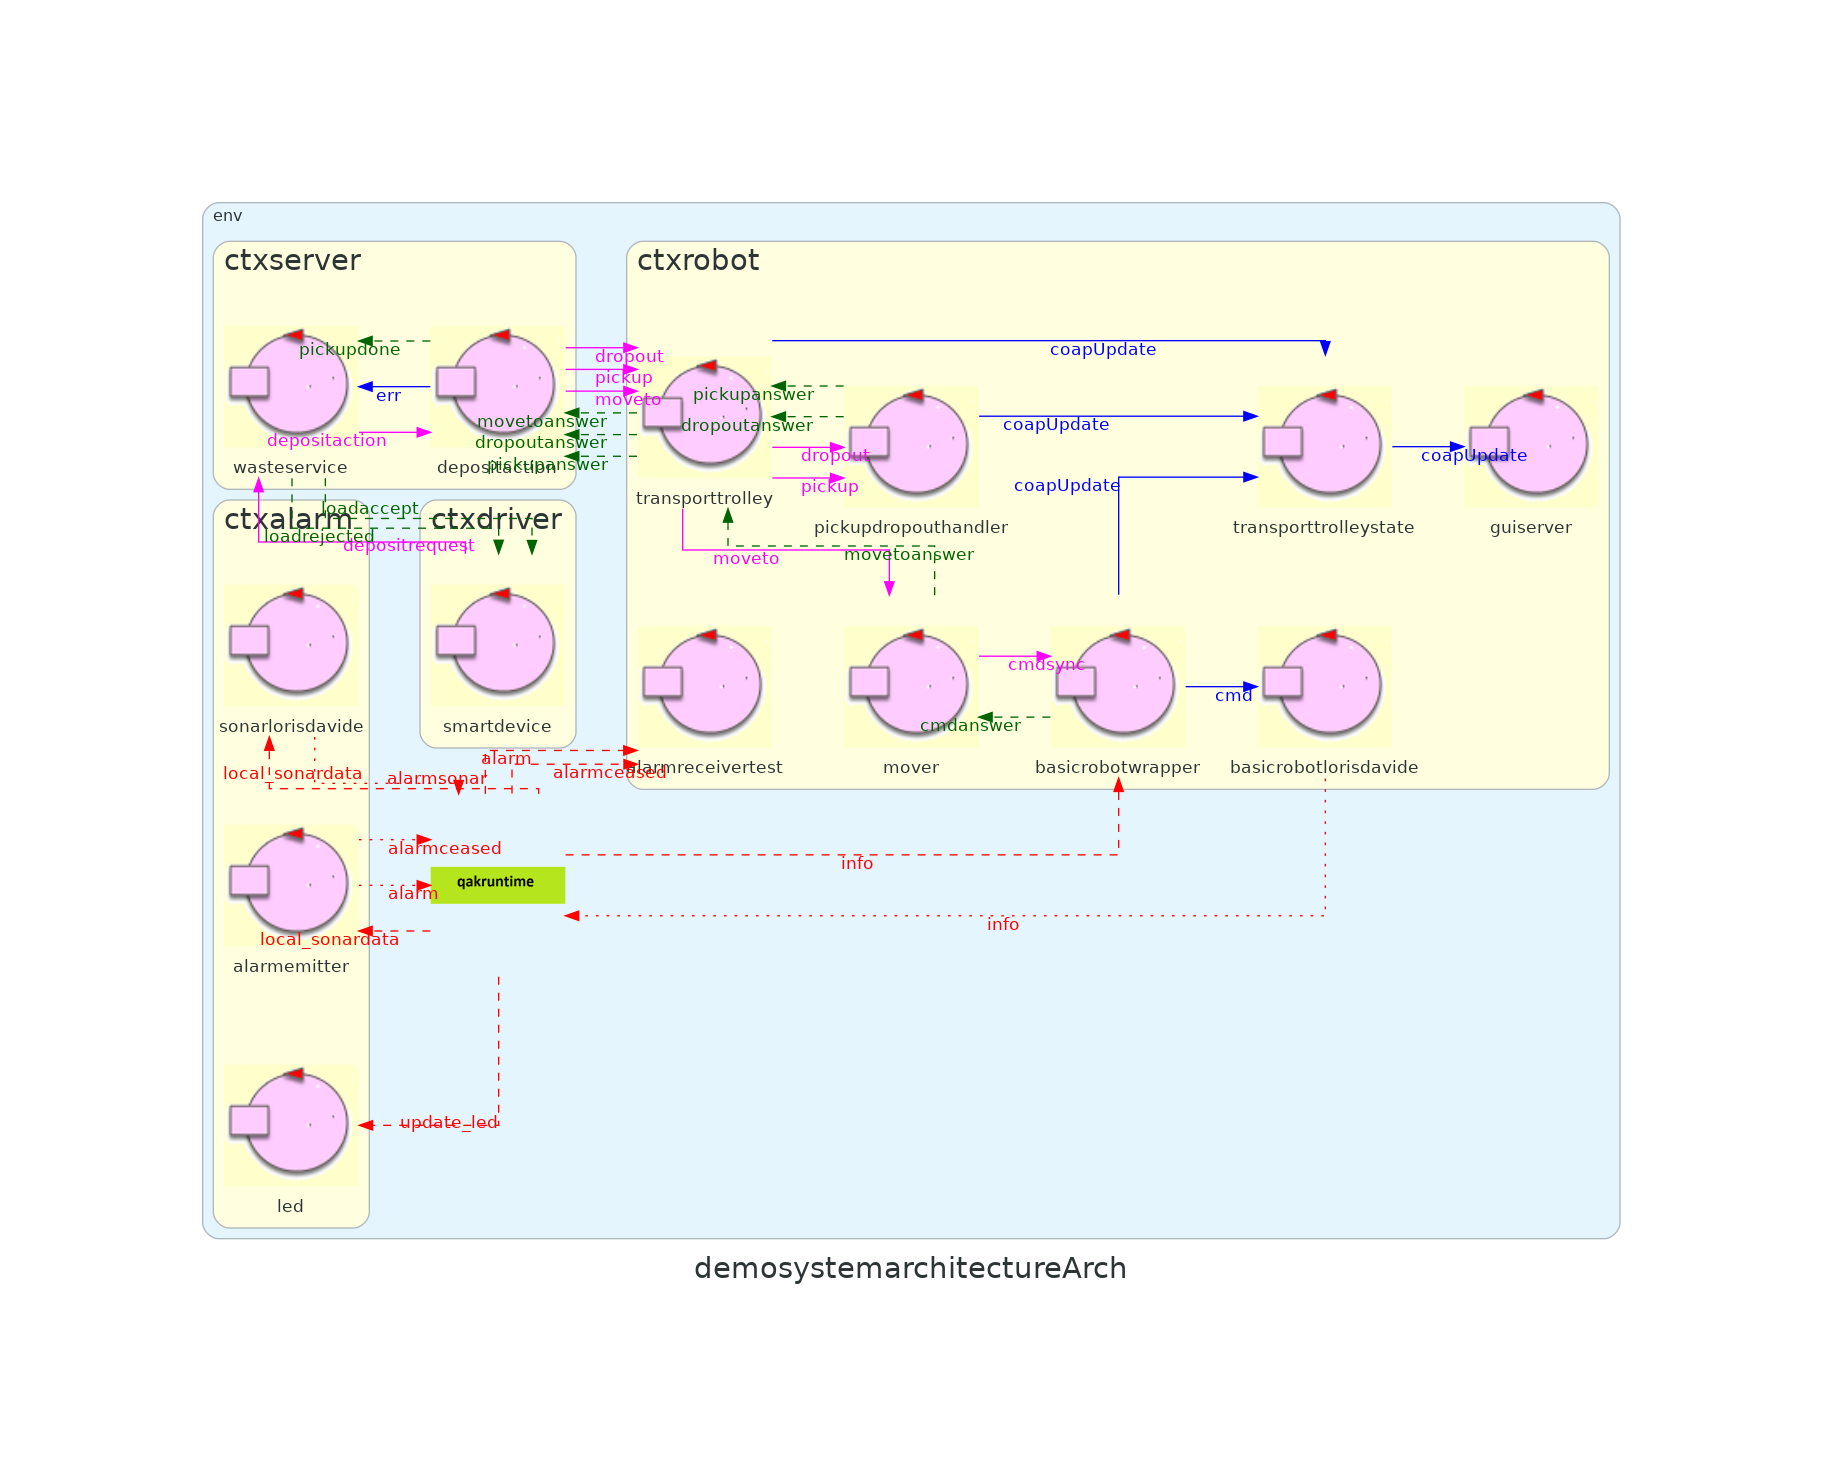 env
ctxserver
ctxrobot
pickupdone
err
depositaction
wasteservice
depositaction
dropout
pickup
moveto
movetoanswer
dropoutanswer
pickupanswer
pickupanswer
dropoutanswer
dropout
pickup
transporttrolley
pickupdropouthandler
coapUpdate
coapUpdate
coapUpdate
coapUpdate
transporttrolleystate
guiserver
ctxalarm
ctxdriver
loadaccept
loadrejected
depositrequest
moveto
movetoanswer
sonarlorisdavide
smartdevice
cmdsync
cmd
cmdanswer
alarmreceivertest
mover
basicrobotwrapper
basicrobotlorisdavide
local_sonardata
alarmsonar
alarm
alarmceased
alarmceased
alarm
qakruntime
local_sonardata
alarmemitter
info
info
update_led
led
demosystemarchitectureArch